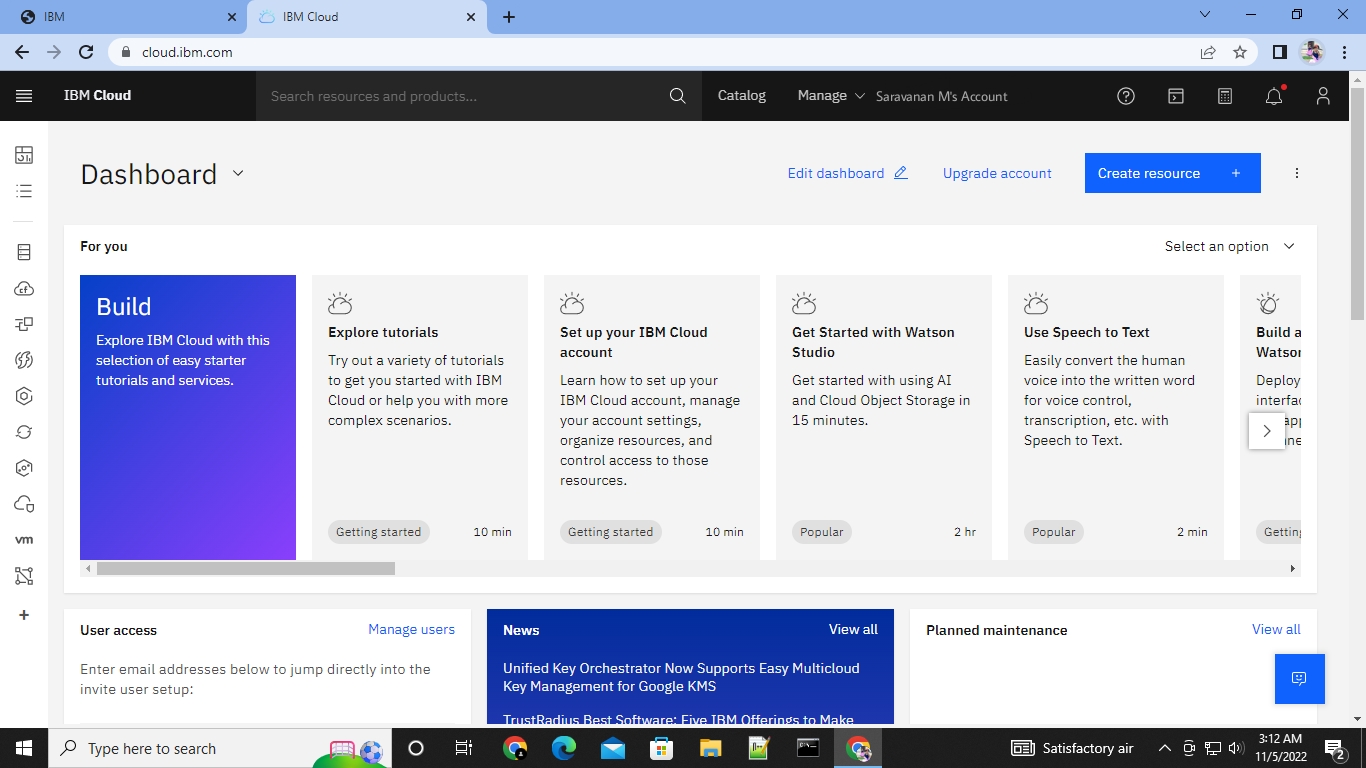 IBM
IBM Cloud
cloud.ibm.com
IBM Cloud
Search resources and products...
Catalog
Manage
Saravanan M's Account
Dashboard
Edit dashboard
Upgrade account
Create resource +
For you
Select an option
Build
Explore IBM Cloud with this
selection of easy starter
tutorials and services.
Explore tutorials
Try out a variety of tutorials
to get you started with IBM
Cloud or help you with more
complex scenarios.
Getting started
10 min
Set up your IBM Cloud
account
Learn how to set up your
IBM Cloud account, manage
your account settings,
organize resources, and
control access to those
resources.
Getting started
10 min
Get Started with Watson
Studio
Get started with using AI
and Cloud Object Storage in
15 minutes.
Popular
2 hr
Use Speech to Text
Easily convert the human
voice into the written word
for voice control,
transcription, etc. with
Speech to Text.
Popular
2 min
Build a
Watson
Deploy
vm
User access
Manage users
Enter email addresses below to jump directly into the
invite user setup:
News
View all
Unified Key Orchestrator Now Supports Easy Multicloud
Key Management for Google KMS
TrustRadius Best Software: Five IBM Offerings to Make
Planned maintenance
View all
Type here to search
Satisfactory air
3:12 AM
11/5/2022
2